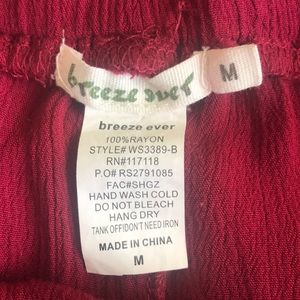 breeze ever
M
breeze ever
100%RAYON
STYLE# WS3389-B
RN#117118
P.O# RS2791085
FAC#SHGZ
HAND WASH COLD
DO NOT BLEACH
HANG DRY
TANK OFF/DON'T NEED IRON
MADE IN CHINA
M